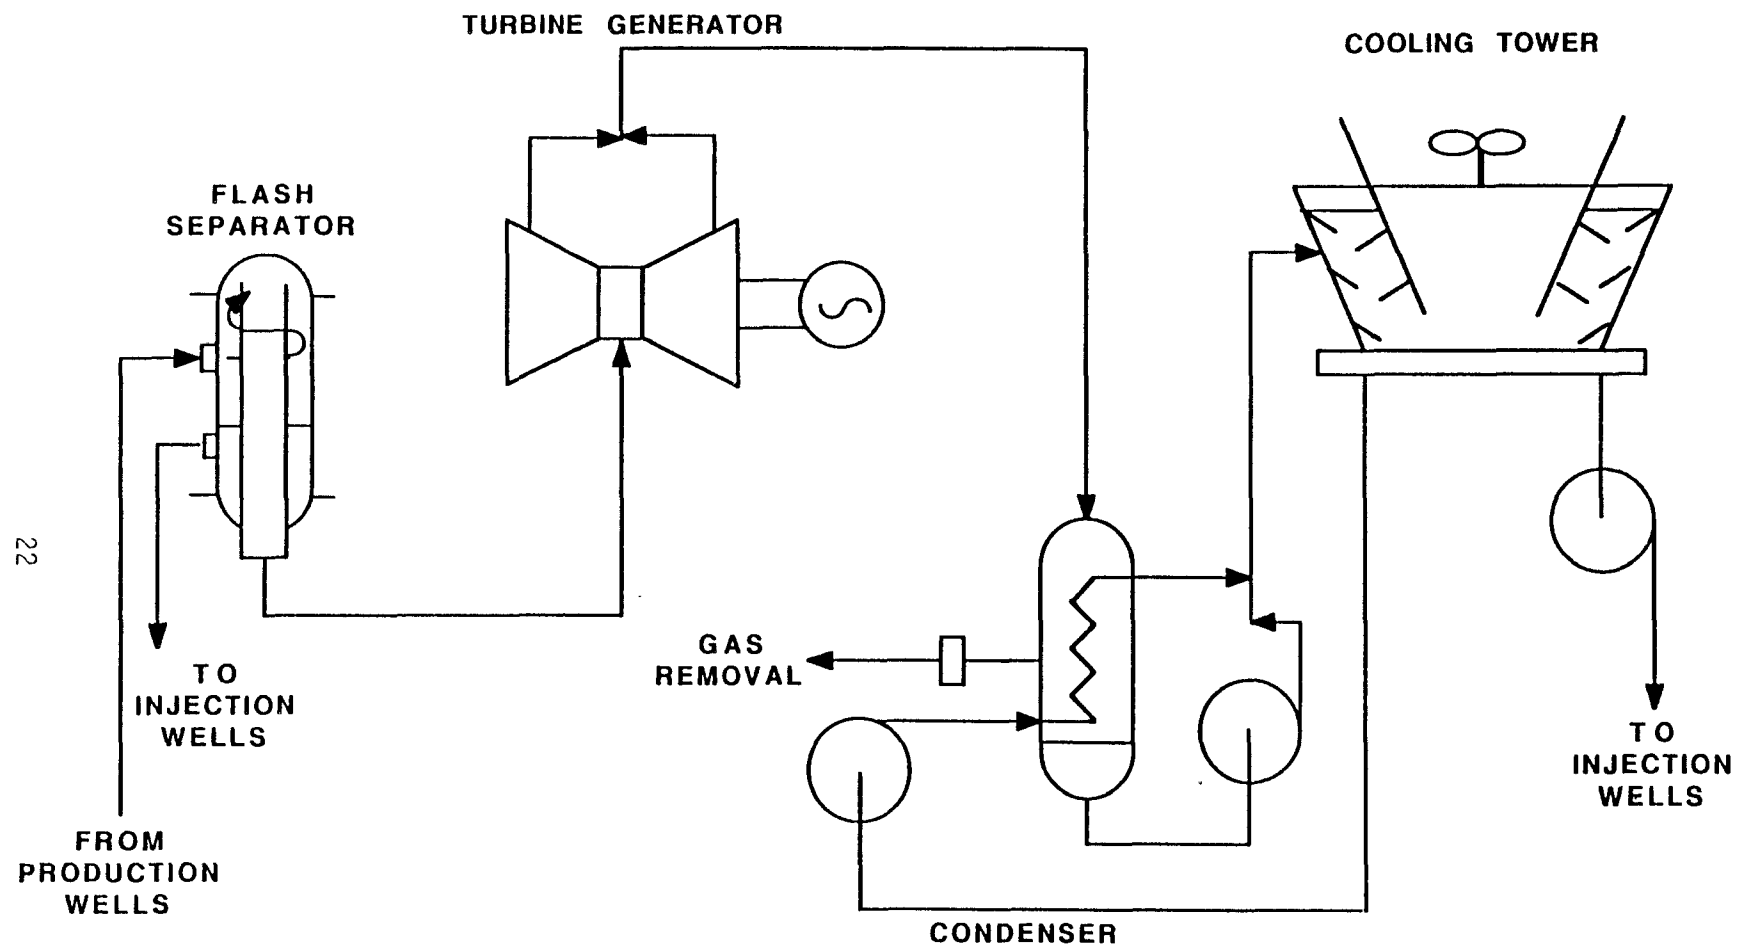 TURBINE GENERATOR
COOLING TOWER
FLASH
SEPARATOR
22
GAS
REMOVAL
TO
INJECTION
WELLS
TO
INJECTION
WELLS
FROM
PRODUCTION
WELLS
CONDENSER